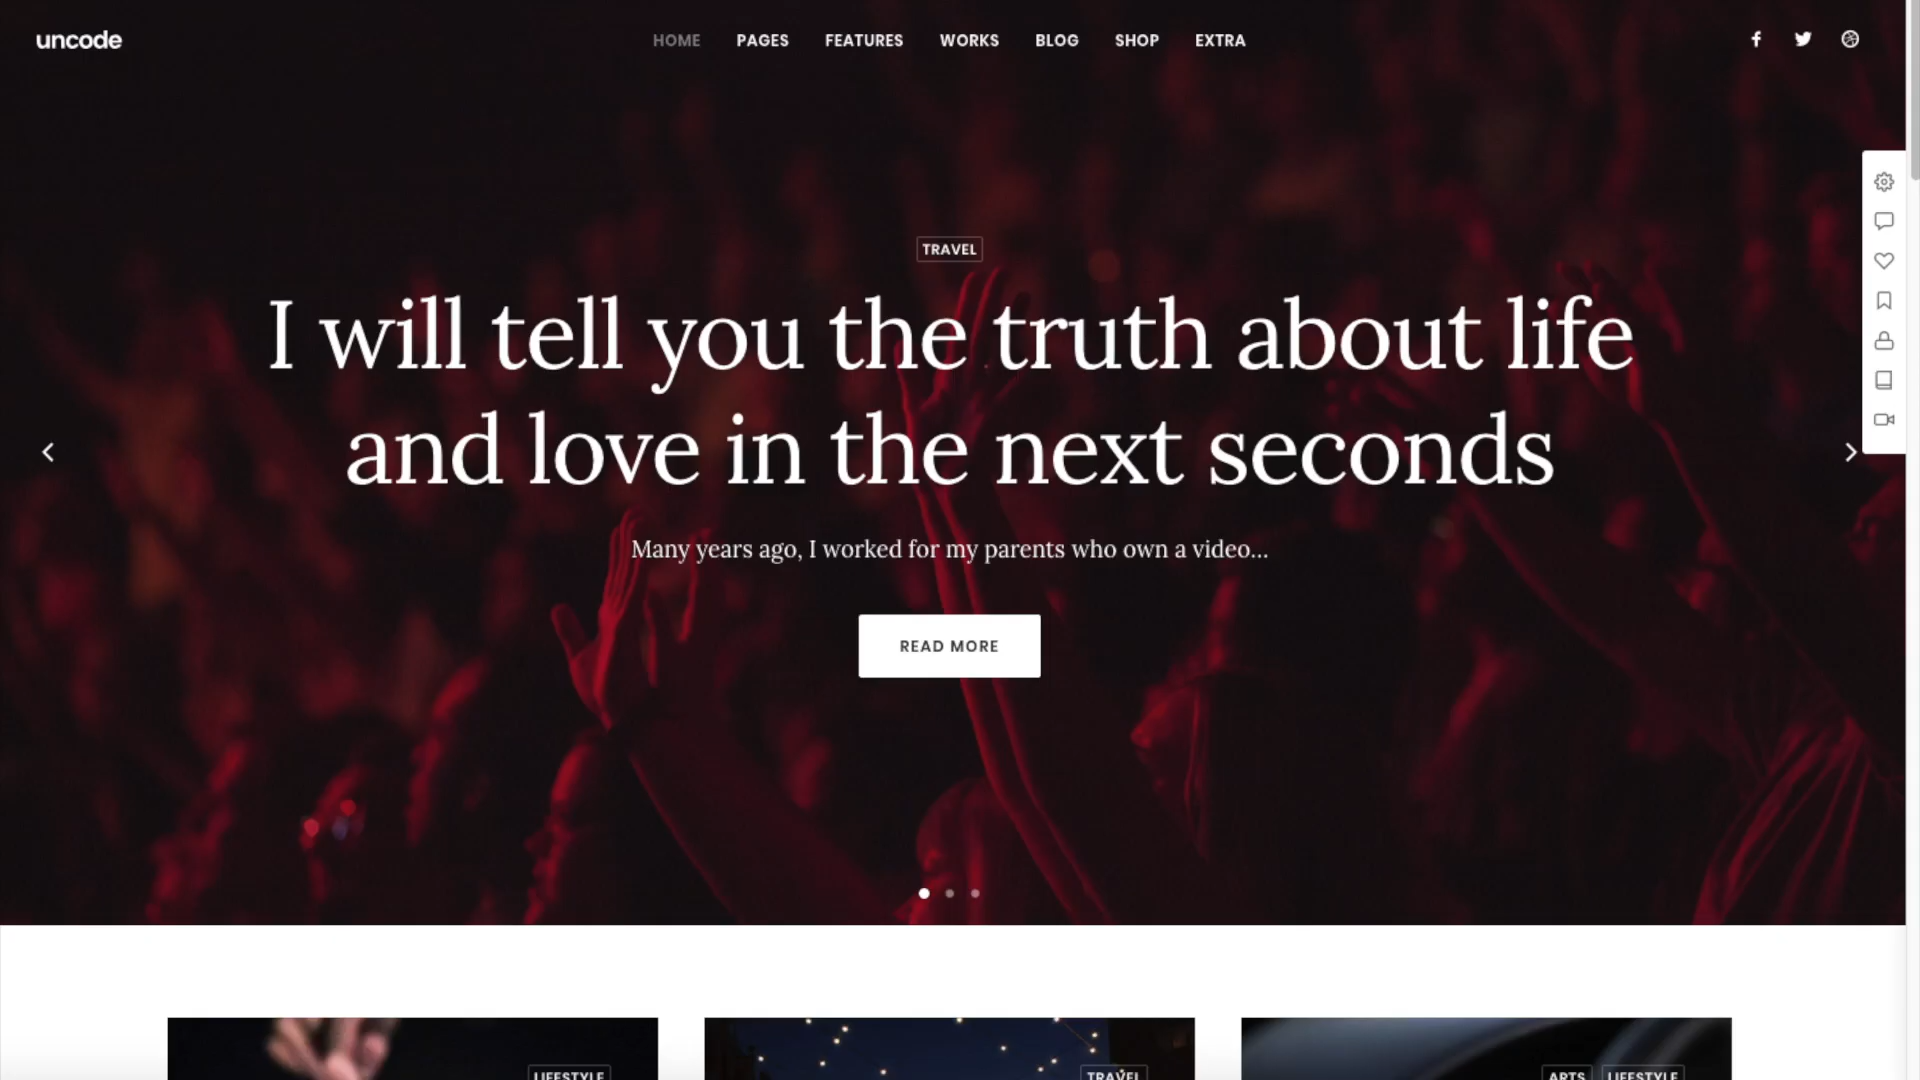 uncode
HOME PAGES FEATURES WORKS BLOG SHOP EXTRA
TRAVEL
I will tell you the truth about life
and love in the next seconds
Many years ago, I worked for my parents who own a video...
READ MORE
LIFESTYLE
TRAVEL
ARTS LIFESTYLE